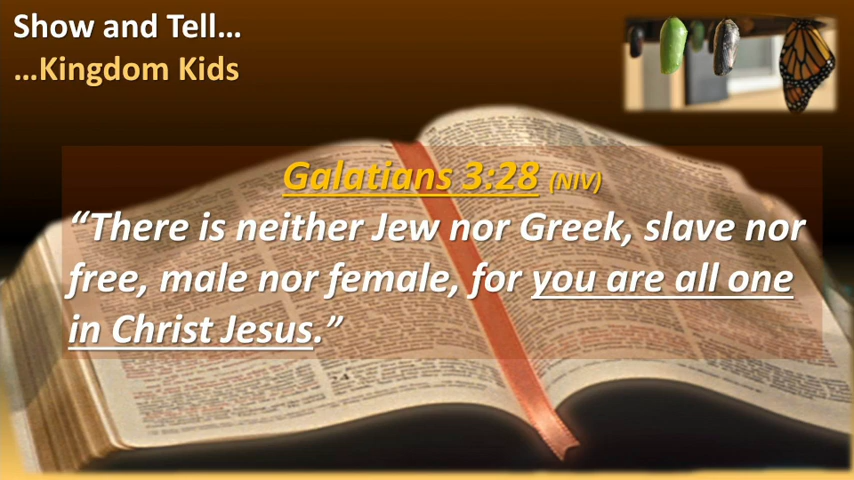 Show and Tell…
…Kingdom Kids
Galatians 3:28 (NIV)
“There is neither Jew nor Greek, slave nor
free, male nor female, for you are all one
in Christ Jesus.”